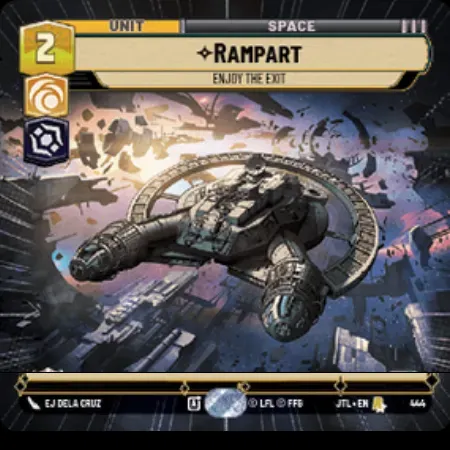 UNIT SPACE
2 RAMPART
ENJOY THE EXIT
EJ DELA CRUZ A © LFL © FFG JTL • EN 444